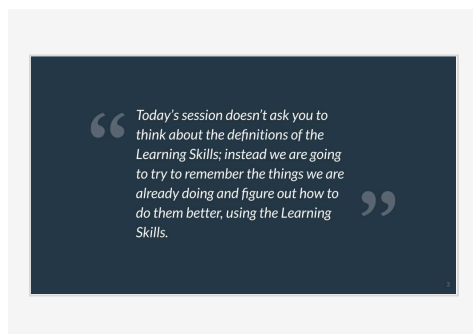 “
Today’s session doesn’t ask you to
think about the definitions of the
Learning Skills; instead we are going
to try to remember the things we are
already doing and figure out how to
do them better, using the Learning
Skills.
”
3